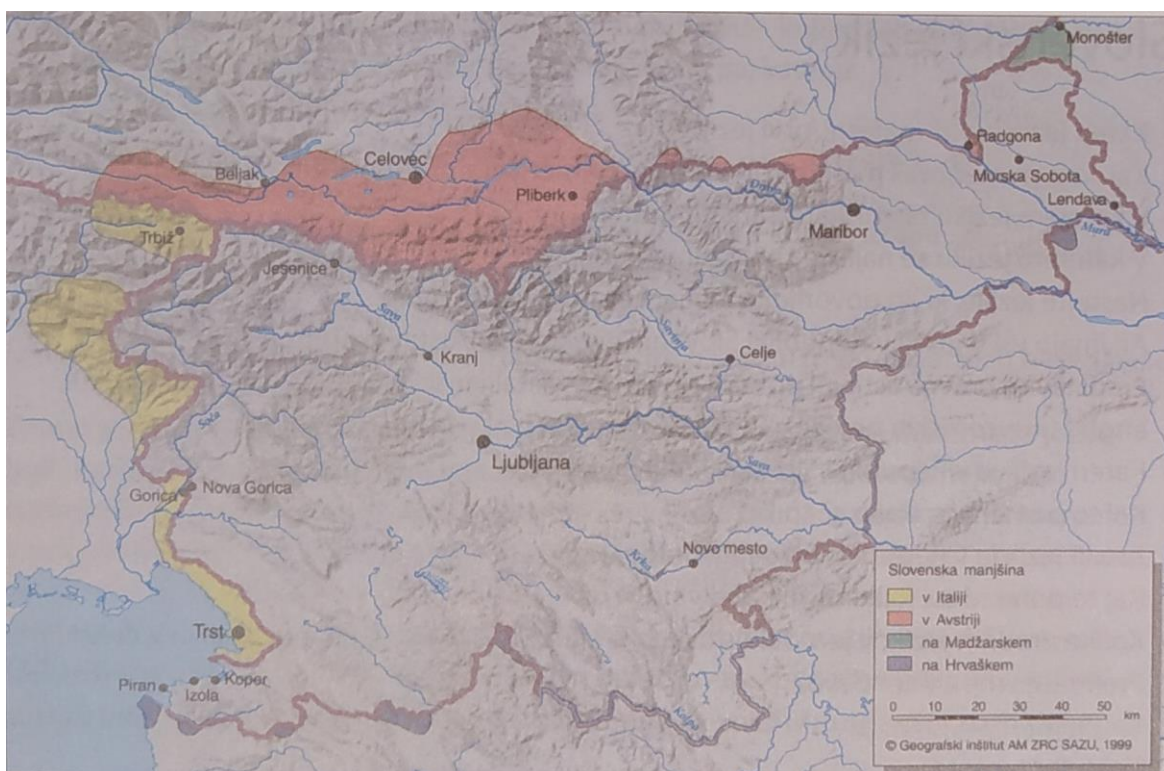 Monošter
Radgona
Celovec
Beljak
Murska Sobota
Pliberk
Drava
Lendava
Maribor
Mura
Trbiž
Jesenice
Sava
Savinja
Kranj
Celje
Soča
Ljubljana
Sava
Gorica
Nova Gorica
Novo mesto
Krka
Slovenska manjšina
v Italiji
v Avstriji
na Madžarskem
na Hrvaškem
Trst
Koper
Piran
Izola
Kolpa
0 10 20 30 40 50 km
© Geografski inštitut AM ZRC SAZU, 1999